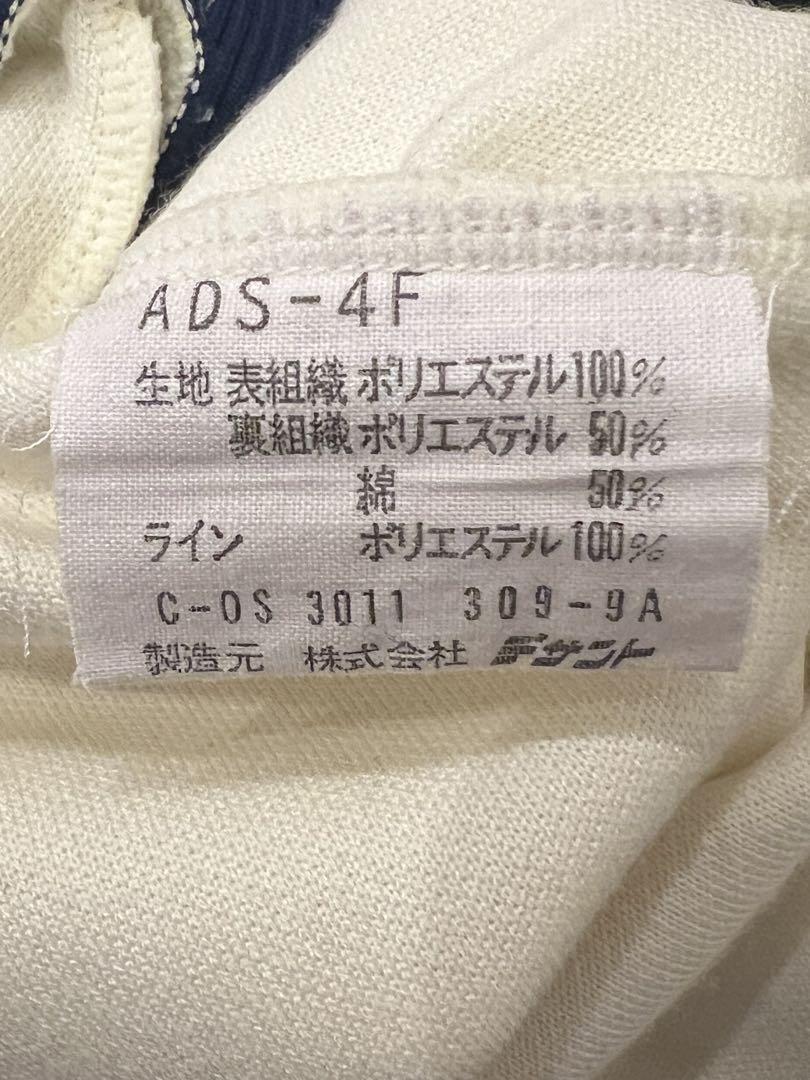 ADS-4F
生地 表組織 ポリエステル100%
裏組織 ポリエステル 50%
綿 50%
ライン ポリエステル100%
C-OS 3011 309-9A
製造元 株式会社 デサント